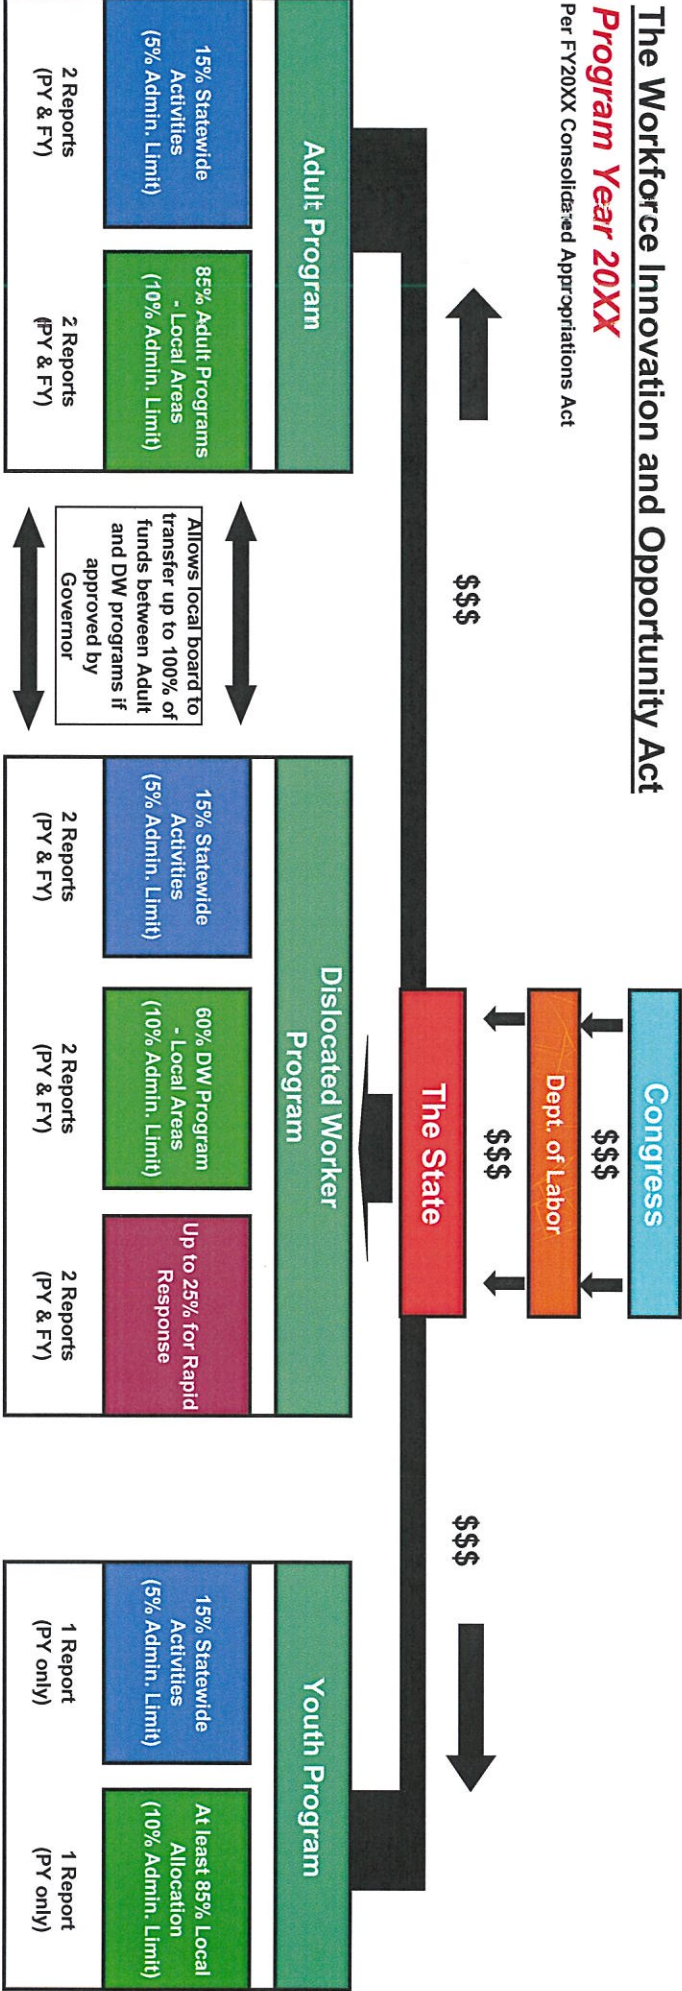 The Workforce Innovation and Opportunity Act
Program Year 20XX
Per FY20XX Consolidated Appropriations Act
Congress
$$$
Dept. of Labor
$$$
The State
$$$
$$$
Adult Program
15% Statewide
Activities
(5% Admin. Limit)
2 Reports
(PY & FY)
85% Adult Programs
- Local Areas
(10% Admin. Limit)
2 Reports
(PY & FY)
Allows local board to
transfer up to 100% of
funds between Adult
and DW programs if
approved by
Governor
Dislocated Worker
Program
15% Statewide
Activities
(5% Admin. Limit)
2 Reports
(PY & FY)
60% DW Program
- Local Areas
(10% Admin. Limit)
2 Reports
(PY & FY)
Up to 25% for Rapid
Response
2 Reports
(PY & FY)
Youth Program
15% Statewide
Activities
(5% Admin. Limit)
1 Report
(PY only)
At least 85% Local
Allocation
(10% Admin. Limit)
1 Report
(PY only)